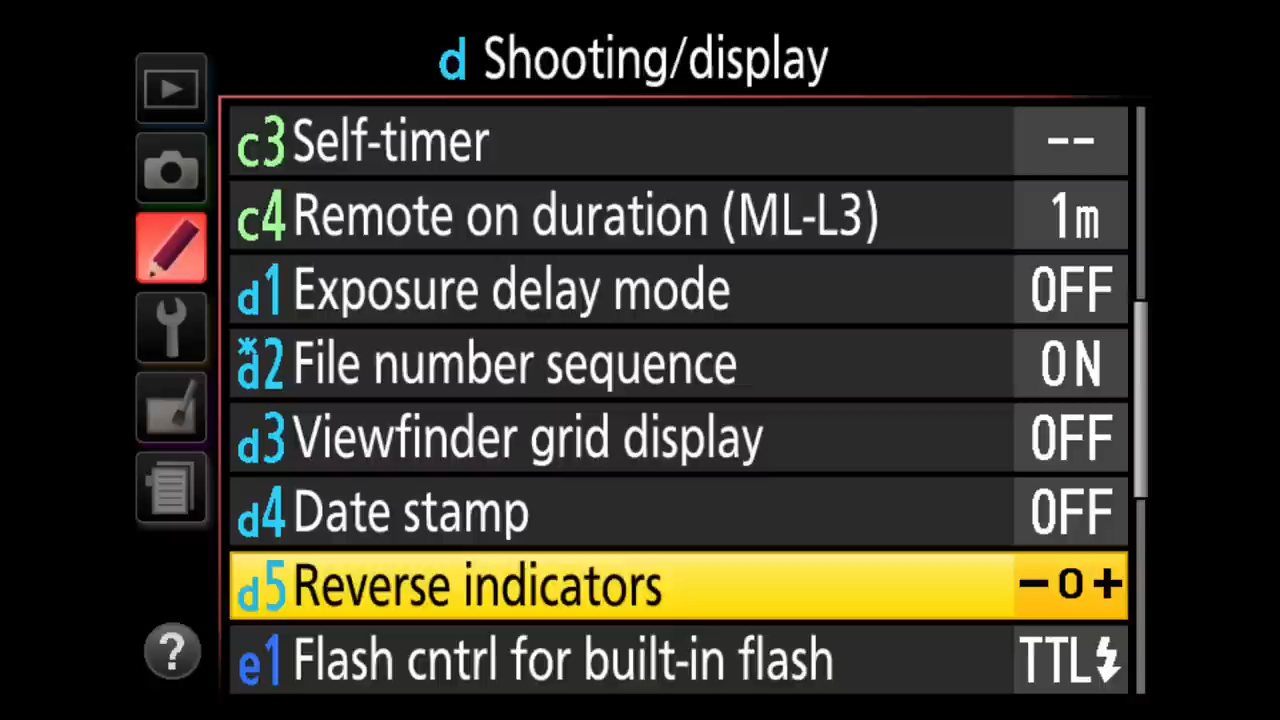 d Shooting/display
c3 Self-timer --
c4 Remote on duration (ML-L3) 1m
d1 Exposure delay mode OFF
*d2 File number sequence ON
d3 Viewfinder grid display OFF
d4 Date stamp OFF
d5 Reverse indicators -0+
e1 Flash cntrl for built-in flash TTL⚡
?